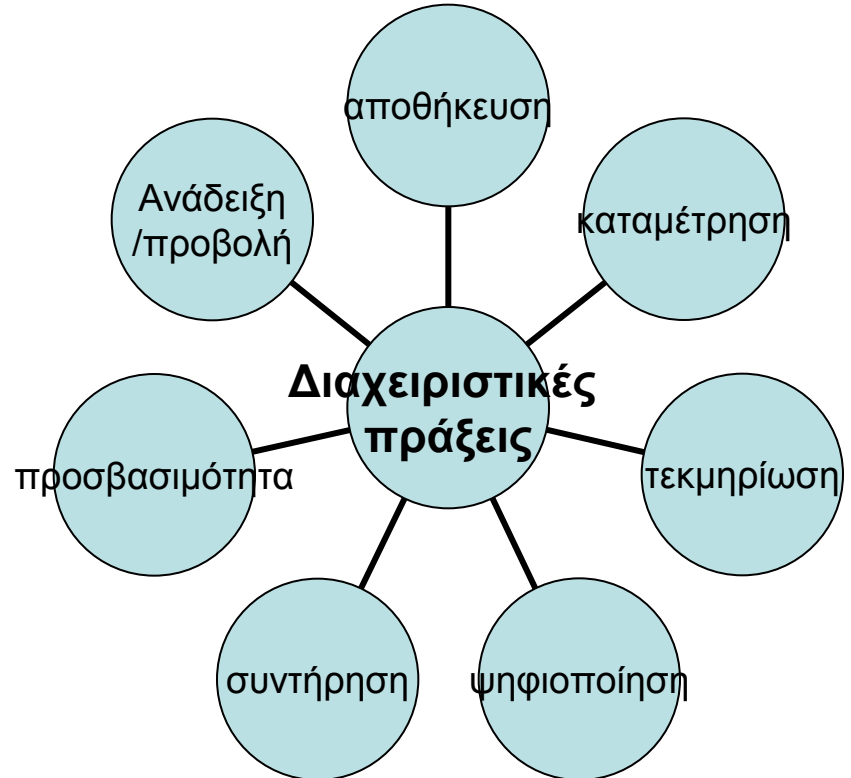 αποθήκευση
Ανάδειξη
/προβολή
καταμέτρηση
Διαχειριστικές
πράξεις
προσβασιμότητα
τεκμηρίωση
συντήρηση
ψηφιοποίηση